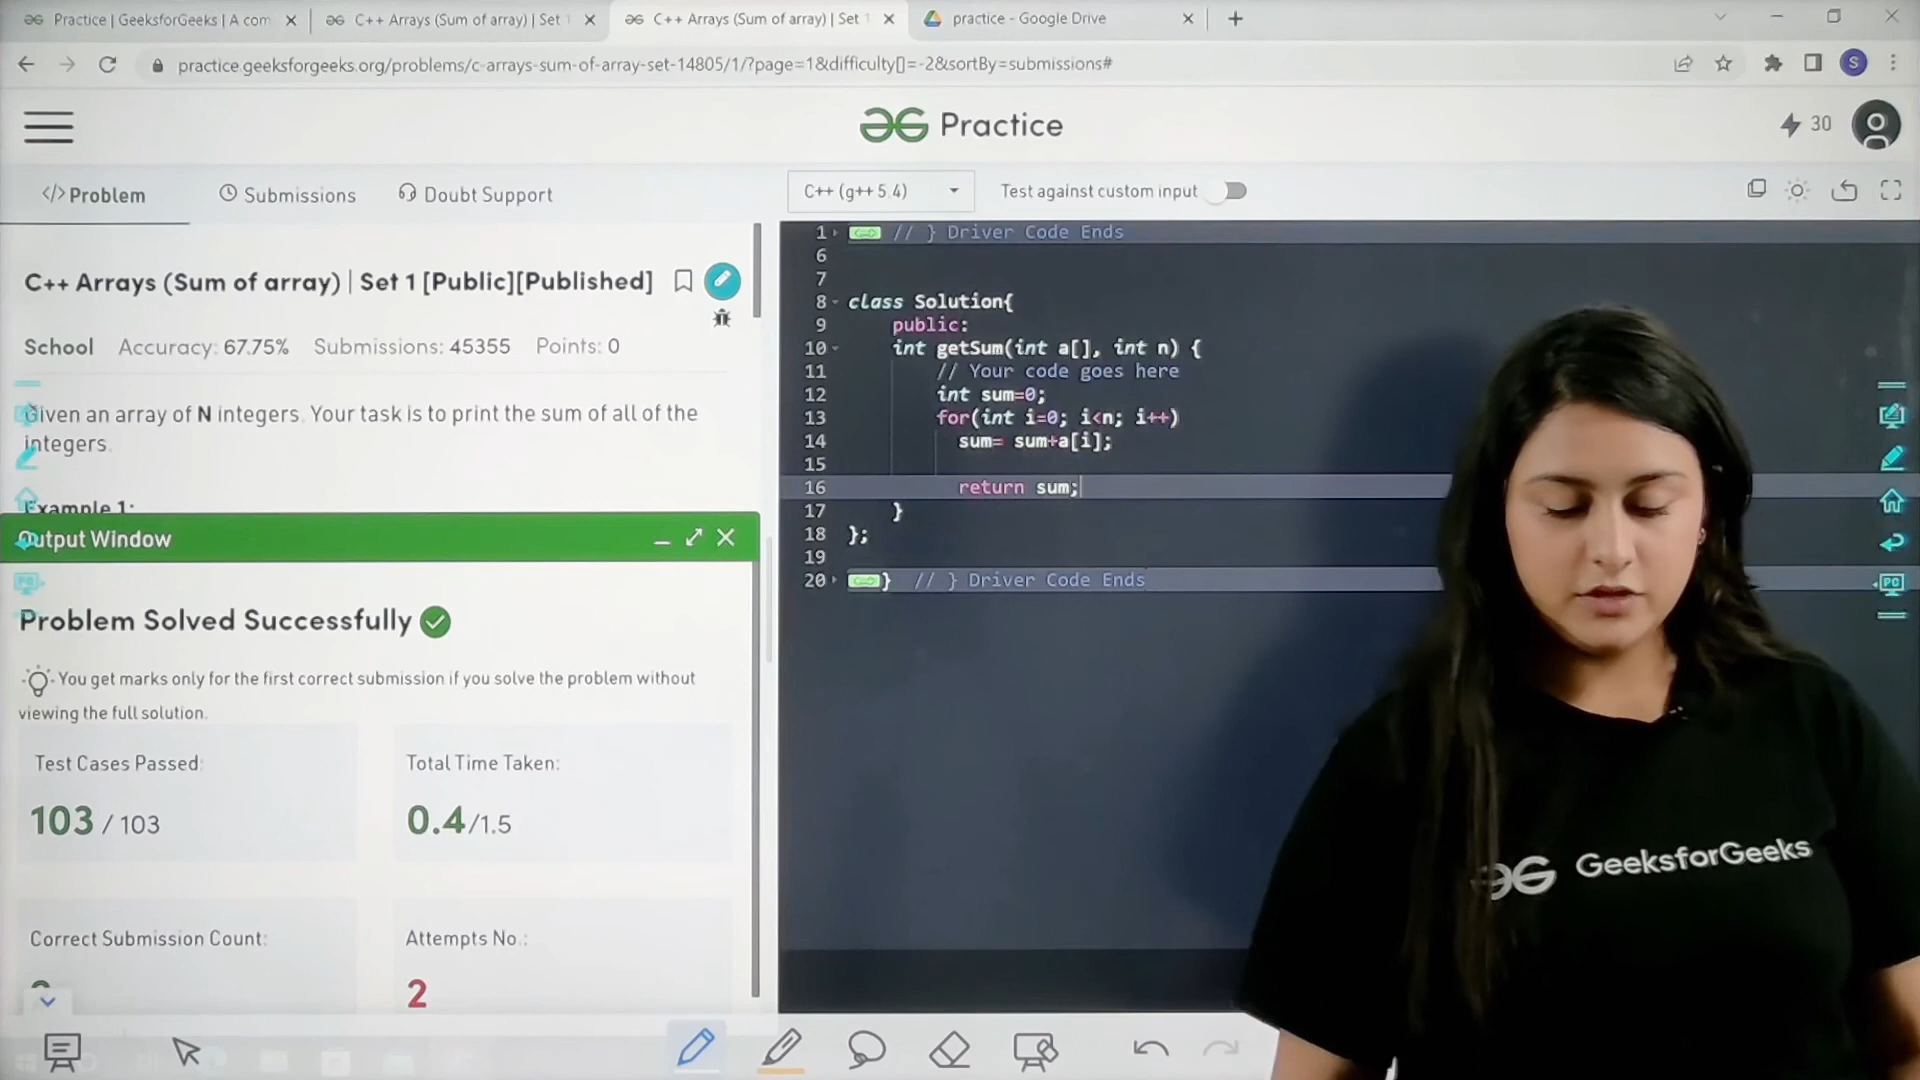 Practice | GeeksforGeeks | A com
C++ Arrays (Sum of array) | Set 1
C++ Arrays (Sum of array) | Set 1
practice - Google Drive
practice.geeksforgeeks.org/problems/c-arrays-sum-of-array-set-14805/1/?page=1&difficulty[]=-2&sortBy=submissions#
S
Practice
30
</> Problem
Submissions
Doubt Support
C++ (g++ 5.4)
Test against custom input
C++ Arrays (Sum of array) | Set 1 [Public][Published]
School Accuracy: 67.75% Submissions: 45355 Points: 0
Given an array of N integers. Your task is to print the sum of all of the
integers.
Example 1:
Output Window
Problem Solved Successfully
You get marks only for the first correct submission if you solve the problem without
viewing the full solution.
Test Cases Passed:
103 / 103
Total Time Taken:
0.4/1.5
Correct Submission Count:
Attempts No.:
2
1 // } Driver Code Ends
6
7
8 class Solution{
9 public:
10 int getSum(int a[], int n) {
11 // Your code goes here
12 int sum=0;
13 for(int i=0; i<n; i++)
14 sum= sum+a[i];
15
16 return sum;
17 }
18 };
19
20 } // } Driver Code Ends
PC
PC
GeeksforGeeks